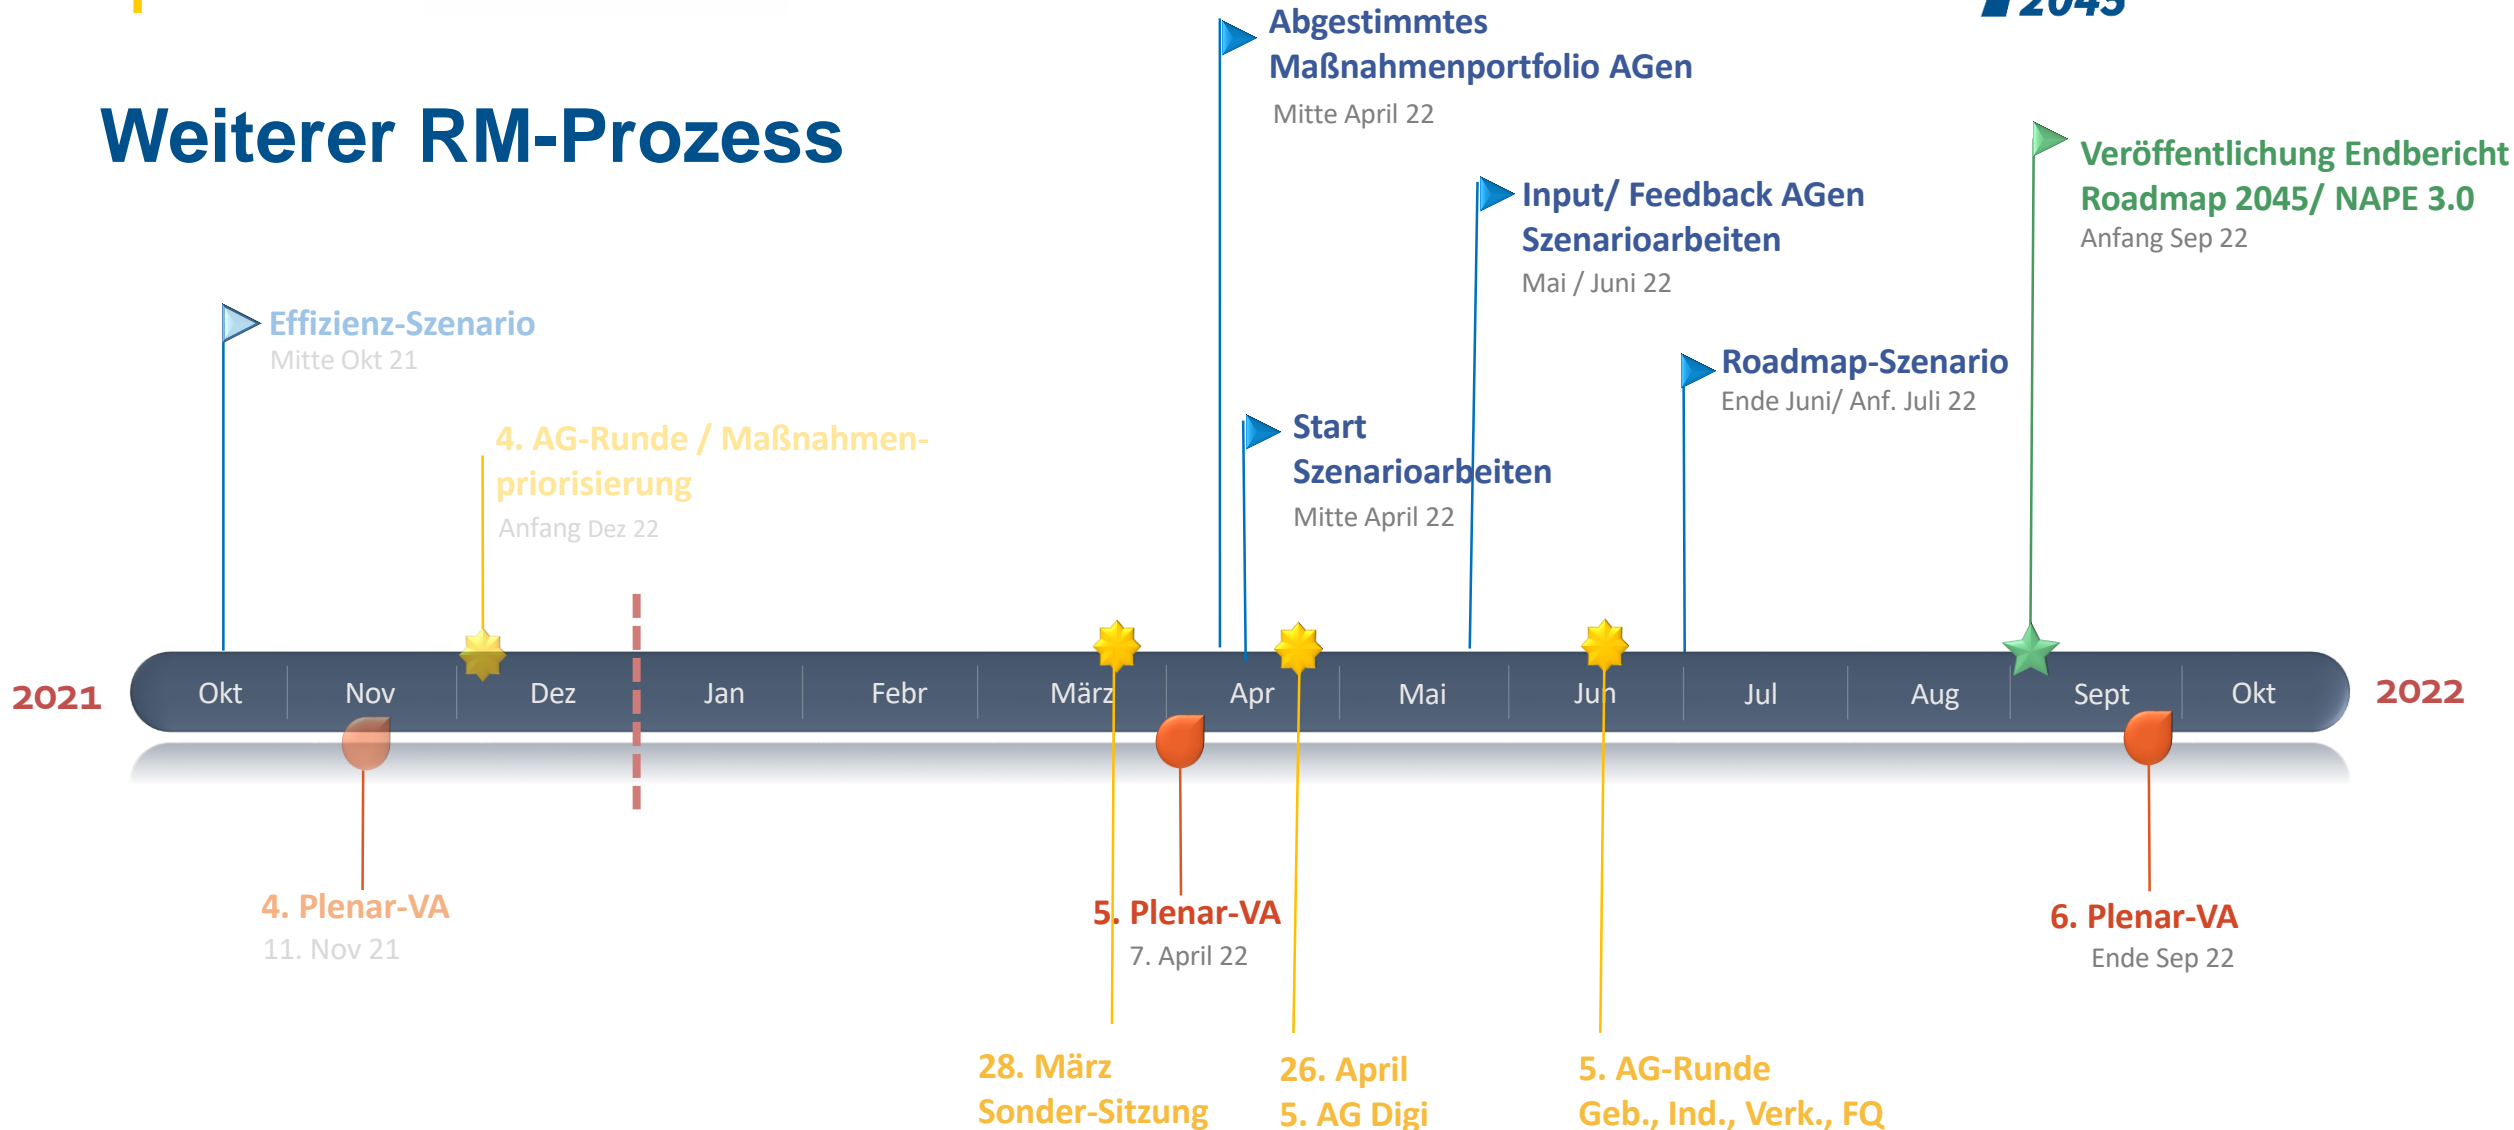 2045
Weiterer RM-Prozess
Abgestimmtes
Maßnahmenportfolio AGen
Mitte April 22
Veröffentlichung Endbericht
Roadmap 2045/ NAPE 3.0
Anfang Sep 22
Input/ Feedback AGen
Szenarioarbeiten
Mai / Juni 22
Effizienz-Szenario
Mitte Okt 21
Roadmap-Szenario
Ende Juni/ Anf. Juli 22
4. AG-Runde / Maßnahmen-
priorisierung
Anfang Dez 22
Start
Szenarioarbeiten
Mitte April 22
2021
Okt
Nov
Dez
Jan
Febr
März
Apr
Mai
Jun
Jul
Aug
Sept
Okt
2022
4. Plenar-VA
11. Nov 21
5. Plenar-VA
7. April 22
6. Plenar-VA
Ende Sep 22
28. März
Sonder-Sitzung
26. April
5. AG Digi
5. AG-Runde
Geb., Ind., Verk., FQ